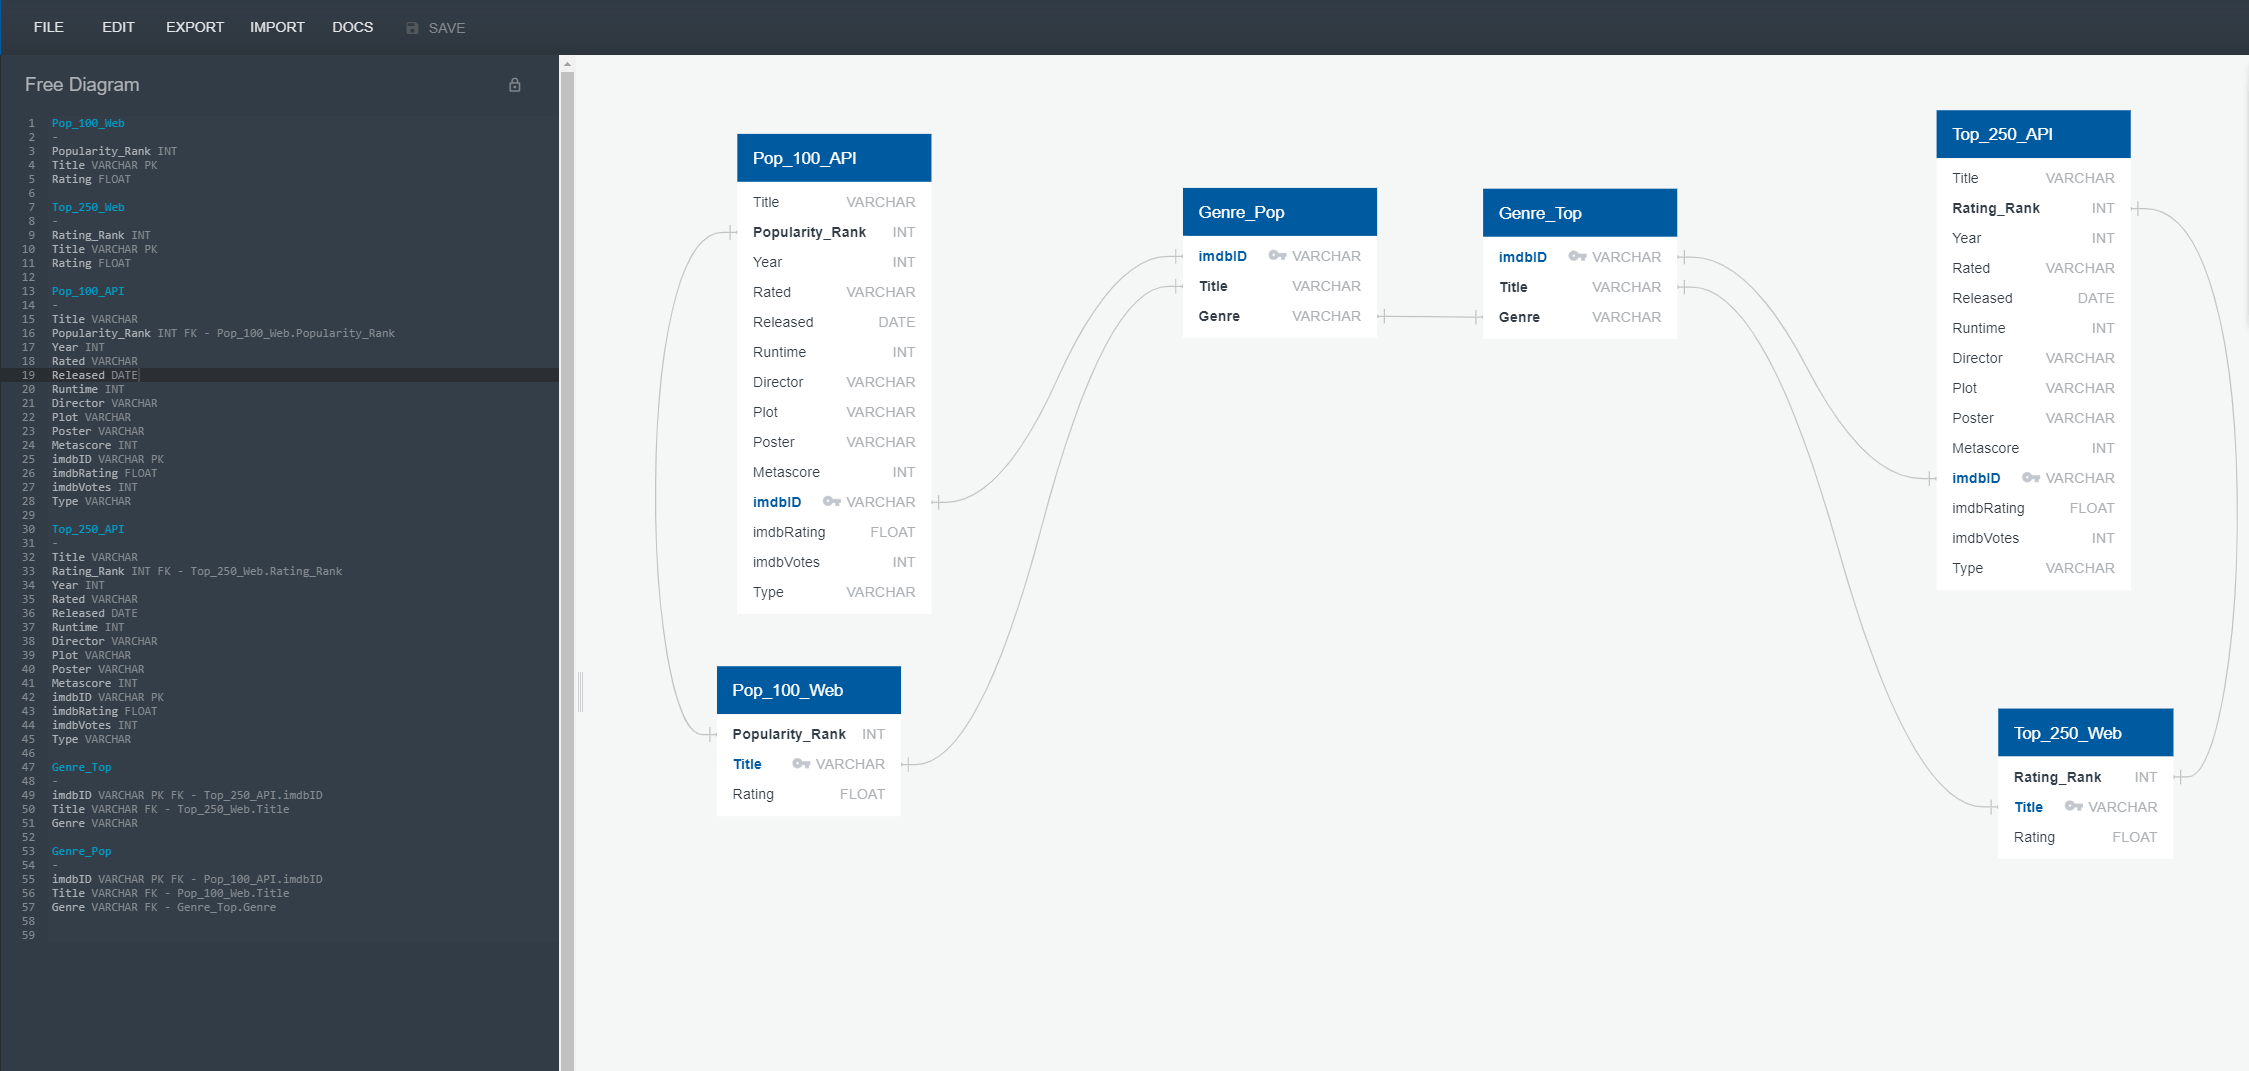 FILE EDIT EXPORT IMPORT DOCS SAVE
Free Diagram
1 Pop_100_Web
2 -
3 Popularity_Rank INT
4 Title VARCHAR PK
5 Rating FLOAT
6
7 Top_250_Web
8 -
9 Rating_Rank INT
10 Title VARCHAR PK
11 Rating FLOAT
12
13 Pop_100_API
14 -
15 Title VARCHAR
16 Popularity_Rank INT FK - Pop_100_Web.Popularity_Rank
17 Year INT
18 Rated VARCHAR
19 Released DATE
20 Runtime INT
21 Director VARCHAR
22 Plot VARCHAR
23 Poster VARCHAR
24 Metascore INT
25 imdbID VARCHAR PK
26 imdbRating FLOAT
27 imdbVotes INT
28 Type VARCHAR
29
30 Top_250_API
31 -
32 Title VARCHAR
33 Rating_Rank INT FK - Top_250_Web.Rating_Rank
34 Year INT
35 Rated VARCHAR
36 Released DATE
37 Runtime INT
38 Director VARCHAR
39 Plot VARCHAR
40 Poster VARCHAR
41 Metascore INT
42 imdbID VARCHAR PK
43 imdbRating FLOAT
44 imdbVotes INT
45 Type VARCHAR
46
47 Genre_Top
48 -
49 imdbID VARCHAR PK FK - Top_250_API.imdbID
50 Title VARCHAR FK - Top_250_Web.Title
51 Genre VARCHAR
52
53 Genre_Pop
54 -
55 imdbID VARCHAR PK FK - Pop_100_API.imdbID
56 Title VARCHAR FK - Pop_100_Web.Title
57 Genre VARCHAR FK - Genre_Top.Genre
58
59
Pop_100_API
Title VARCHAR
Popularity_Rank INT
Year INT
Rated VARCHAR
Released DATE
Runtime INT
Director VARCHAR
Plot VARCHAR
Poster VARCHAR
Metascore INT
imdbID VARCHAR
imdbRating FLOAT
imdbVotes INT
Type VARCHAR
Pop_100_Web
Popularity_Rank INT
Title VARCHAR
Rating FLOAT
Genre_Pop
imdbID VARCHAR
Title VARCHAR
Genre VARCHAR
Genre_Top
imdbID VARCHAR
Title VARCHAR
Genre VARCHAR
Top_250_API
Title VARCHAR
Rating_Rank INT
Year INT
Rated VARCHAR
Released DATE
Runtime INT
Director VARCHAR
Plot VARCHAR
Poster VARCHAR
Metascore INT
imdbID VARCHAR
imdbRating FLOAT
imdbVotes INT
Type VARCHAR
Top_250_Web
Rating_Rank INT
Title VARCHAR
Rating FLOAT